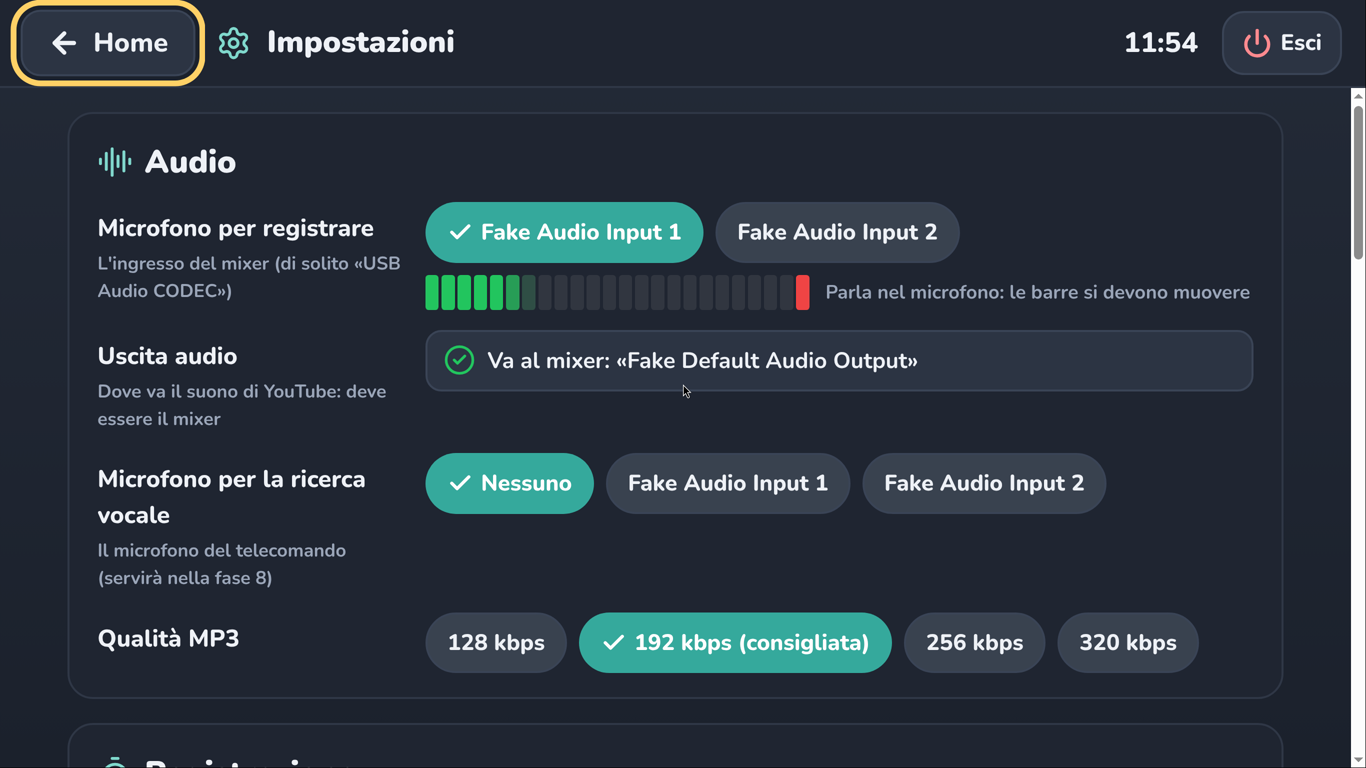 Home
Impostazioni
11:54
Esci
Audio
Microfono per registrare
L'ingresso del mixer (di solito «USB
Audio CODEC»)
Fake Audio Input 1
Fake Audio Input 2
Parla nel microfono: le barre si devono muovere
Uscita audio
Dove va il suono di YouTube: deve
essere il mixer
Va al mixer: «Fake Default Audio Output»
Microfono per la ricerca
vocale
Il microfono del telecomando
(servirà nella fase 8)
Nessuno
Fake Audio Input 1
Fake Audio Input 2
Qualità MP3
128 kbps
192 kbps (consigliata)
256 kbps
320 kbps